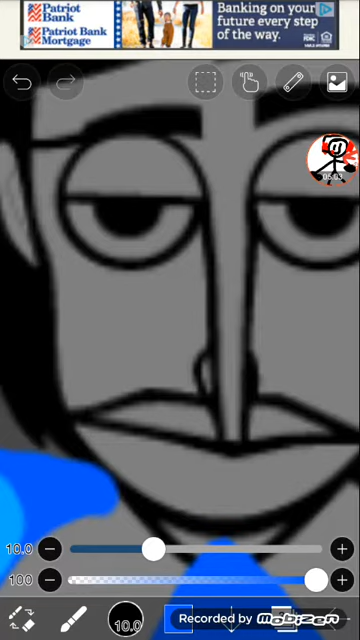 Patriot Bank
Patriot Bank Mortgage
Banking on your future every step of the way.
05:03
10.0
100
10.0
Recorded by mobizen